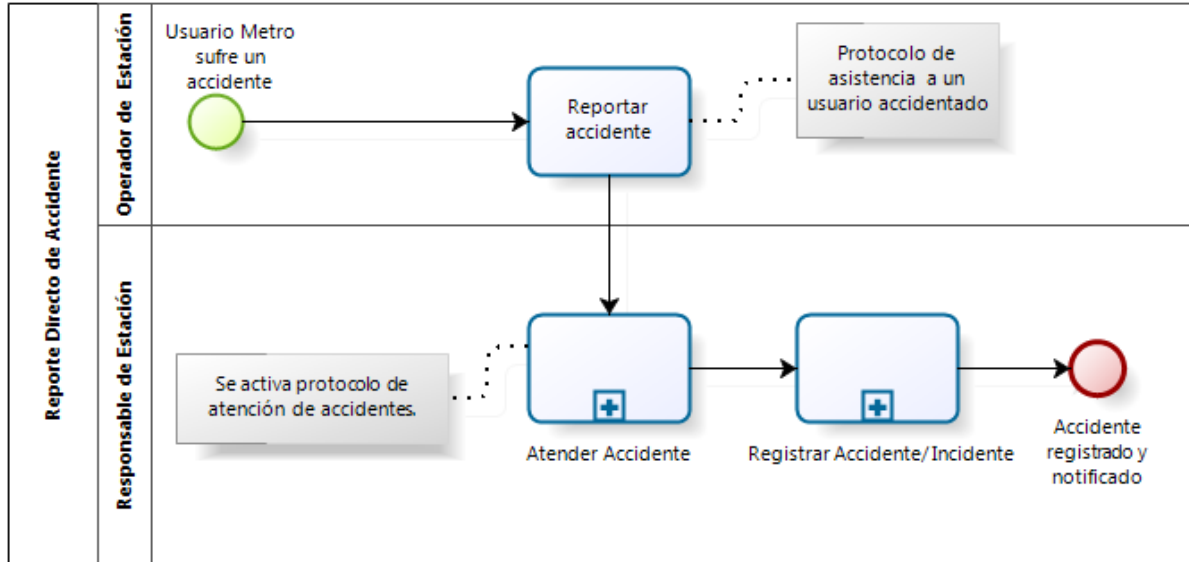 Reporte Directo de Accidente
Operador de Estación
Usuario Metro
sufre un
accidente
Reportar
accidente
Protocolo de
asistencia a un
usuario accidentado
Responsable de Estación
Se activa protocolo de
atención de accidentes.
Atender Accidente
Registrar Accidente/Incidente
Accidente
registrado y
notificado